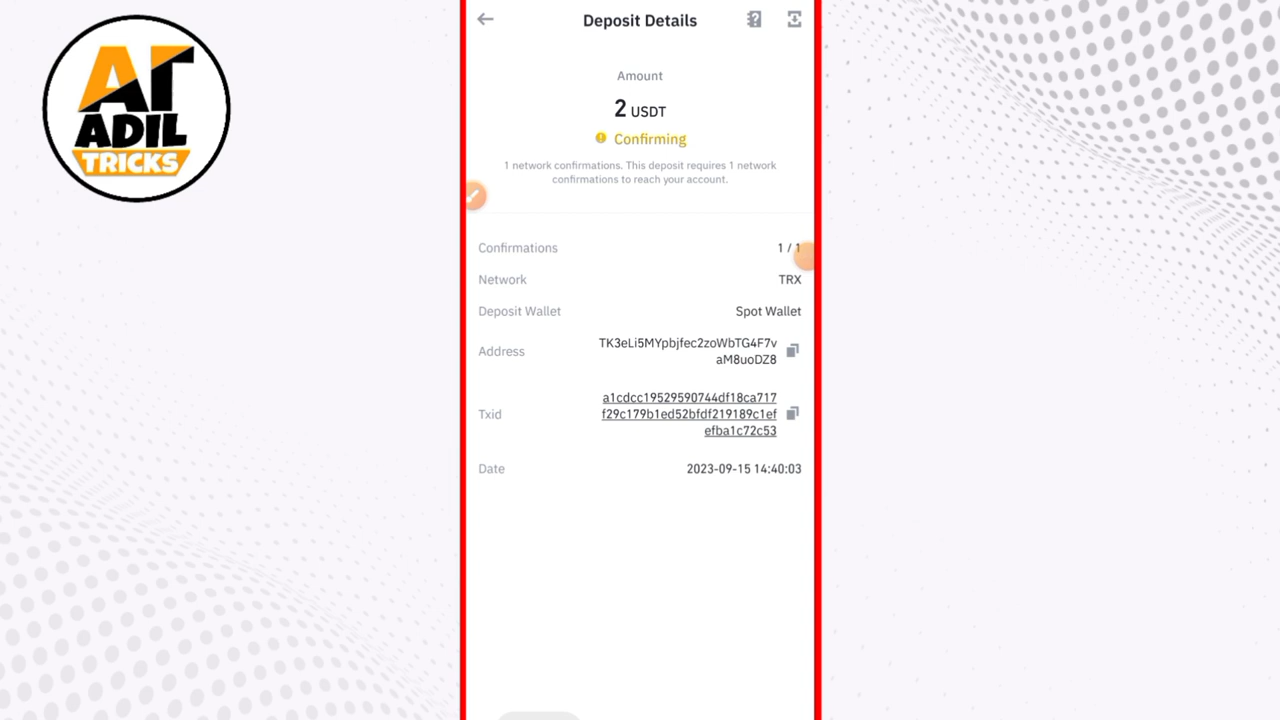 AT
ADIL
TRICKS
Deposit Details
Amount
2 USDT
Confirming
1 network confirmations. This deposit requires 1 network
confirmations to reach your account.
Confirmations 1 / 1
Network TRX
Deposit Wallet Spot Wallet
Address TK3eLi5MYpbjfec2zoWbTG4F7v
aM8uoDZ8
Txid a1cdcc19529590744df18ca717
f29c179b1ed52bfdf219189c1ef
efba1c72c53
Date 2023-09-15 14:40:03